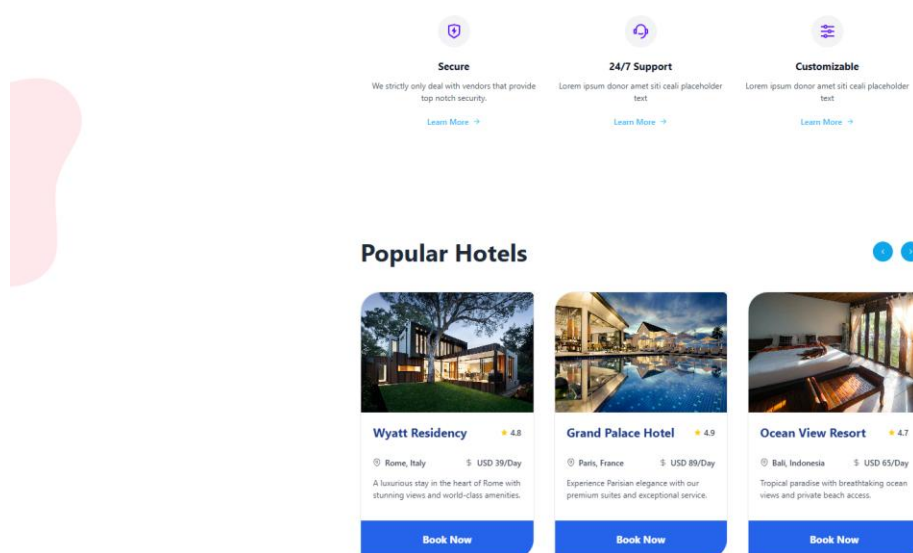 Secure
We strictly only deal with vendors that provide
top notch security.
Learn More →
24/7 Support
Lorem ipsum donor amet siti ceali placeholder
text
Learn More →
Customizable
Lorem ipsum donor amet siti ceali placeholder
text
Learn More →
Popular Hotels
Wyatt Residency ★ 4.8
Rome, Italy $ USD 39/Day
A luxurious stay in the heart of Rome with
stunning views and world-class amenities.
Book Now
Grand Palace Hotel ★ 4.9
Paris, France $ USD 89/Day
Experience Parisian elegance with our
premium suites and exceptional service.
Book Now
Ocean View Resort ★ 4.7
Bali, Indonesia $ USD 65/Day
Tropical paradise with breathtaking ocean
views and private beach access.
Book Now